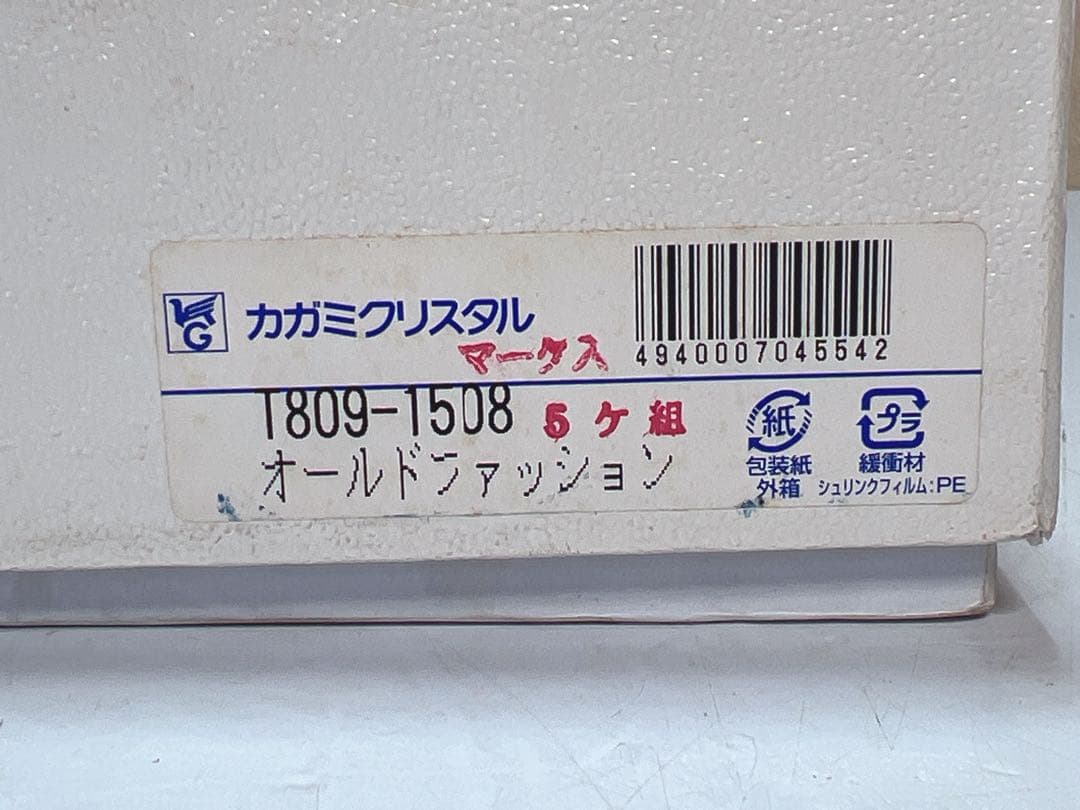 G
カガミクリスタル
マーク入
4940007045542
T809-1508 5ケ組
オールドファッション
紙
包装紙
外箱
プラ
緩衝材
シュリンクフィルム:PE